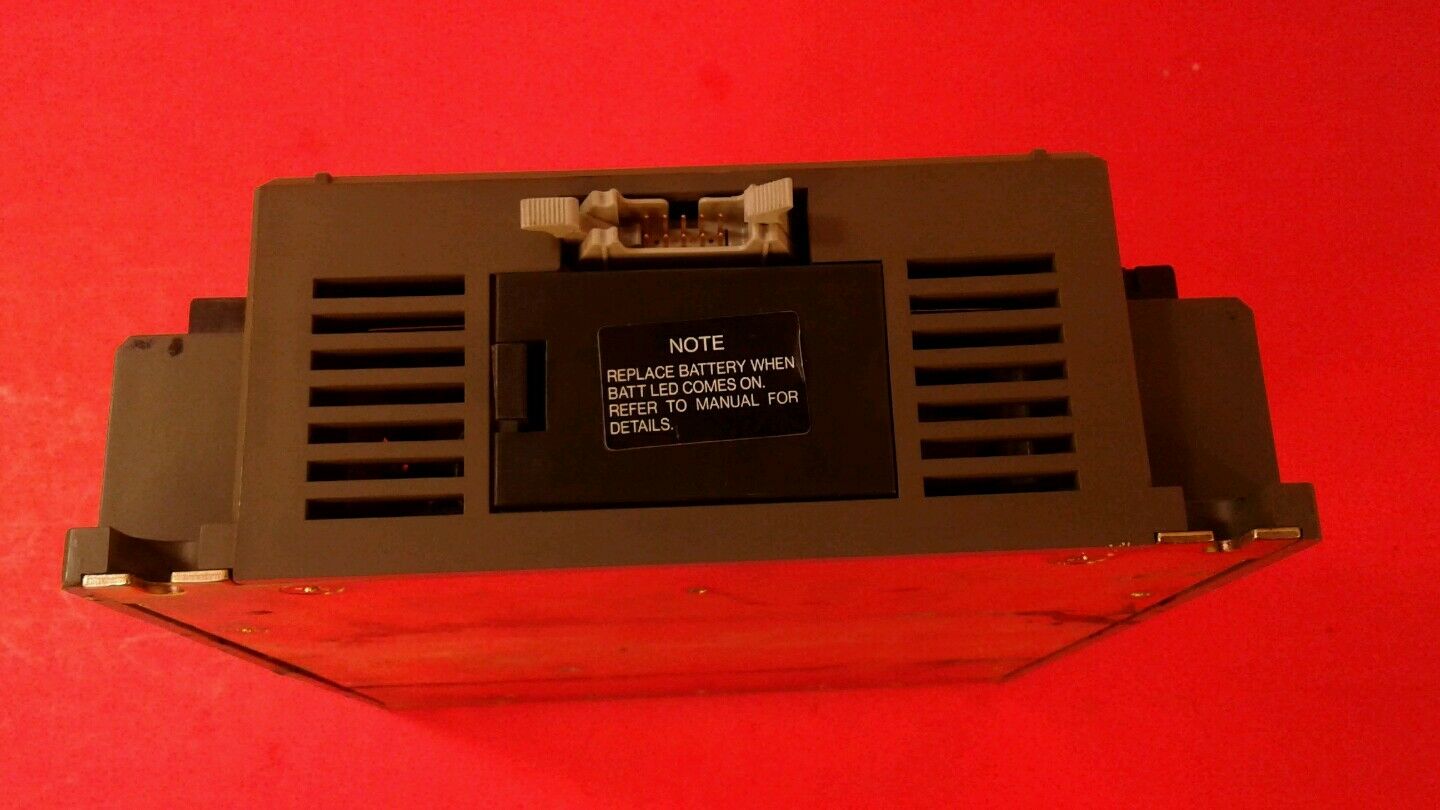 NOTE
REPLACE BATTERY WHEN
BATT LED COMES ON.
REFER TO MANUAL FOR
DETAILS.